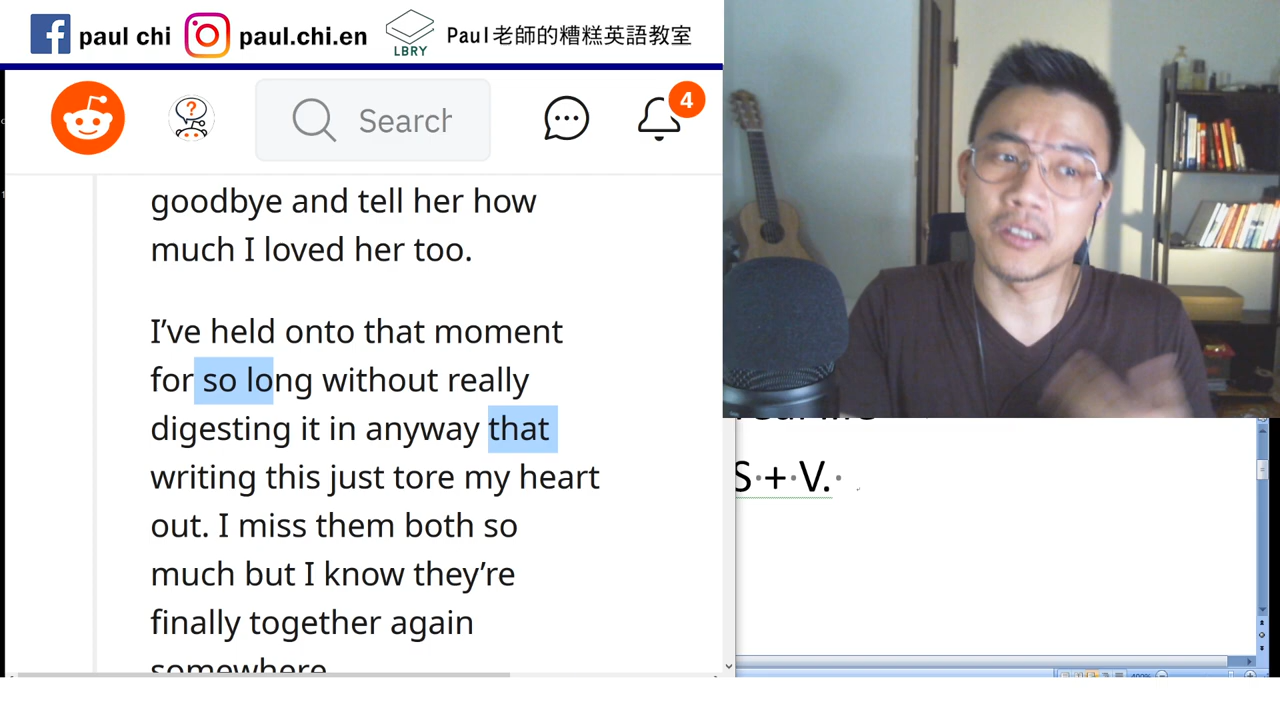 paul chi
paul.chi.en
LBRY
Paul老師的糟糕英語教室
?
Search
4
goodbye and tell her how
much I loved her too.
I’ve held onto that moment
for so long without really
digesting it in anyway that
writing this just tore my heart
out. I miss them both so
much but I know they’re
finally together again
somewhere
S + V.